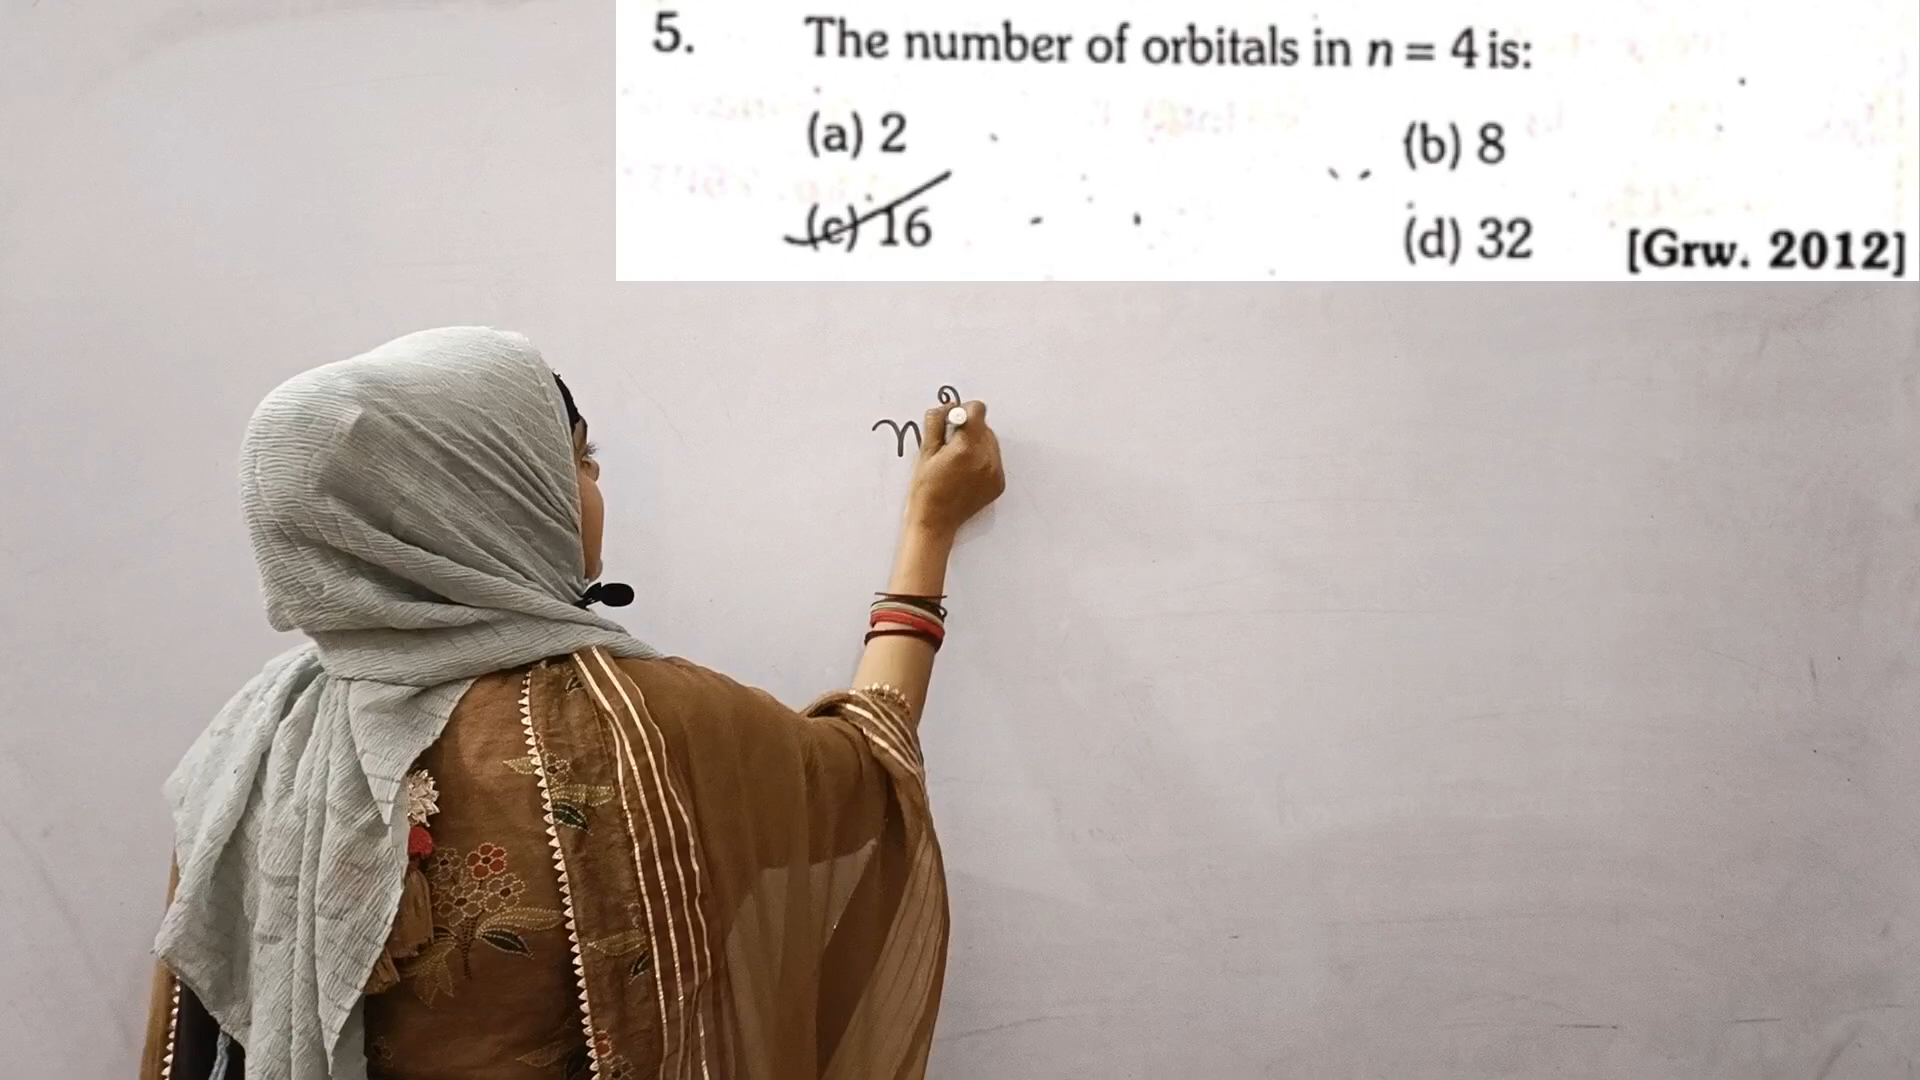 5. The number of orbitals in n = 4 is:
(a) 2 (b) 8
(c) 16 (d) 32 [Grw. 2012]
n²